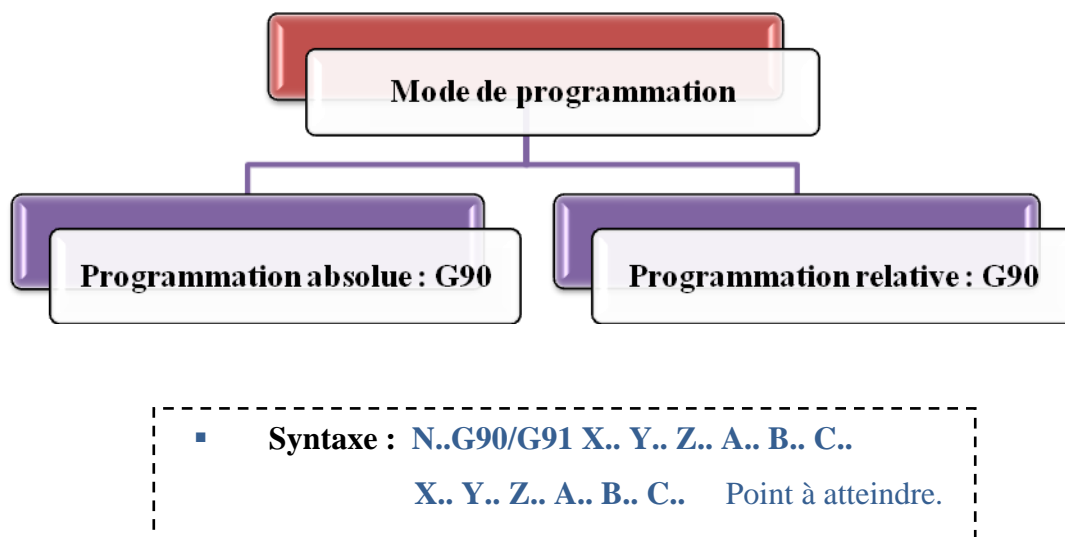 Mode de programmation
Programmation absolue : G90
Programmation relative : G90
▪ Syntaxe : N..G90/G91 X.. Y.. Z.. A.. B.. C..
X.. Y.. Z.. A.. B.. C.. Point à atteindre.